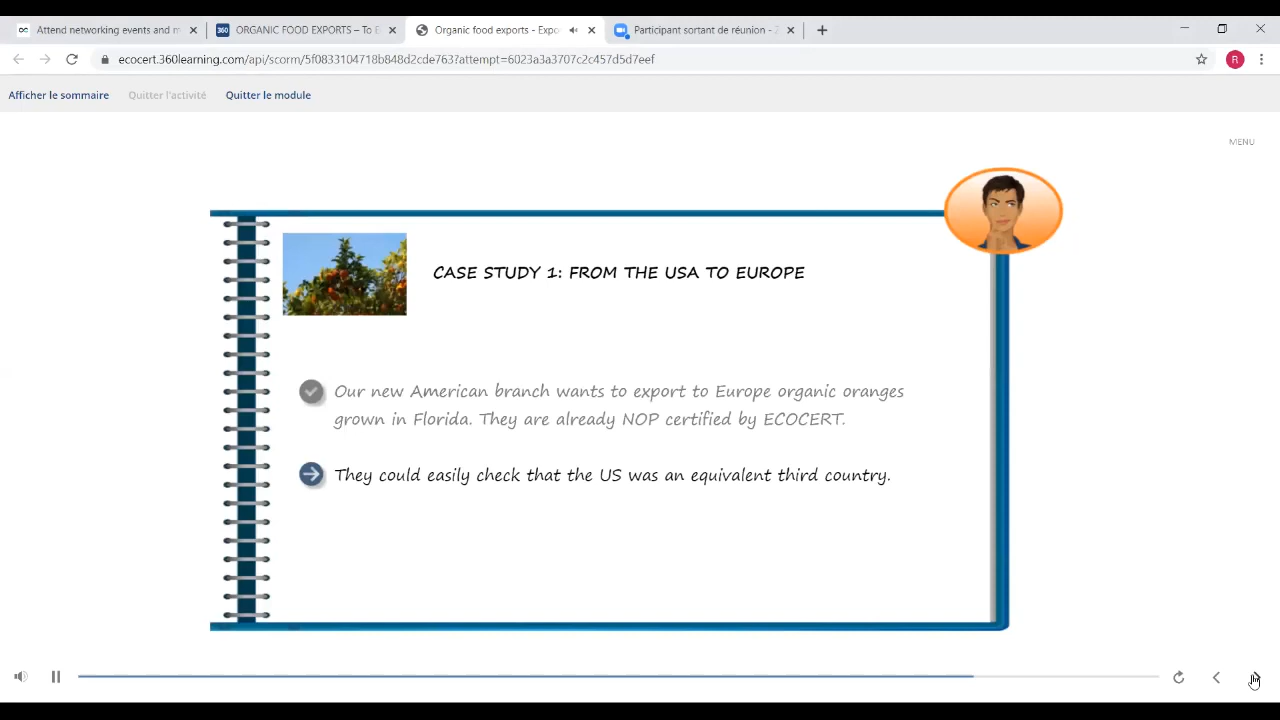 Attend networking events and m
360 ORGANIC FOOD EXPORTS – To E
Organic food exports - Expo
Participant sortant de réunion - Z
ecocert.360learning.com/api/scorm/5f0833104718b848d2cde763?attempt=6022a3a3707c2c457d5d7eef
R
Afficher le sommaire Quitter l'activité Quitter le module
MENU
CASE STUDY 1: FROM THE USA TO EUROPE
Our new American branch wants to export to Europe organic oranges
grown in Florida. They are already NOP certified by ECOCERT.
They could easily check that the US was an equivalent third country.